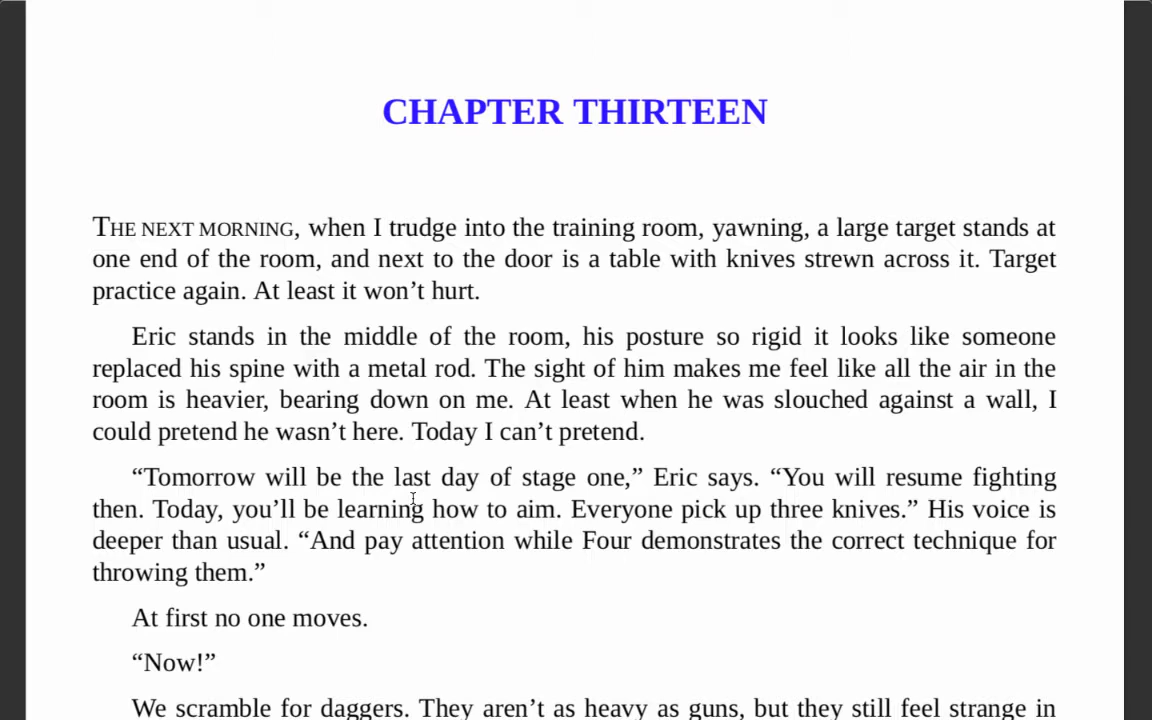 CHAPTER THIRTEEN
THE NEXT MORNING, when I trudge into the training room, yawning, a large target stands at
one end of the room, and next to the door is a table with knives strewn across it. Target
practice again. At least it won’t hurt.
Eric stands in the middle of the room, his posture so rigid it looks like someone
replaced his spine with a metal rod. The sight of him makes me feel like all the air in the
room is heavier, bearing down on me. At least when he was slouched against a wall, I
could pretend he wasn’t here. Today I can’t pretend.
“Tomorrow will be the last day of stage one,” Eric says. “You will resume fighting
then. Today, you’ll be learning how to aim. Everyone pick up three knives.” His voice is
deeper than usual. “And pay attention while Four demonstrates the correct technique for
throwing them.”
At first no one moves.
“Now!”
We scramble for daggers. They aren’t as heavy as guns, but they still feel strange in